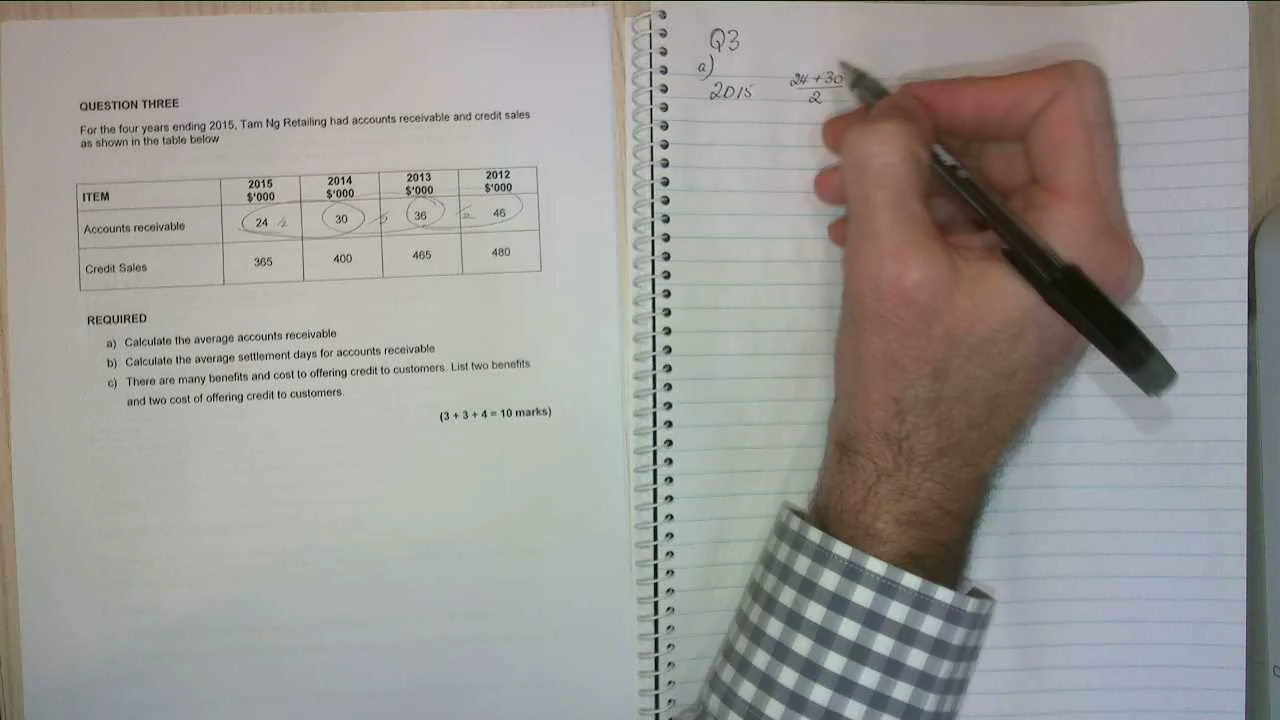 QUESTION THREE
For the four years ending 2015, Tam Ng Retailing had accounts receivable and credit sales
as shown in the table below
ITEM 2015 $'000 2014 $'000 2013 $'000 2012 $'000
Accounts receivable 24 30 36 46
Credit Sales 365 400 465 480
REQUIRED
a) Calculate the average accounts receivable
b) Calculate the average settlement days for accounts receivable
c) There are many benefits and cost to offering credit to customers. List two benefits
and two cost of offering credit to customers.
(3 + 3 + 4 = 10 marks)
Q3
a)
2015 24 + 30
2